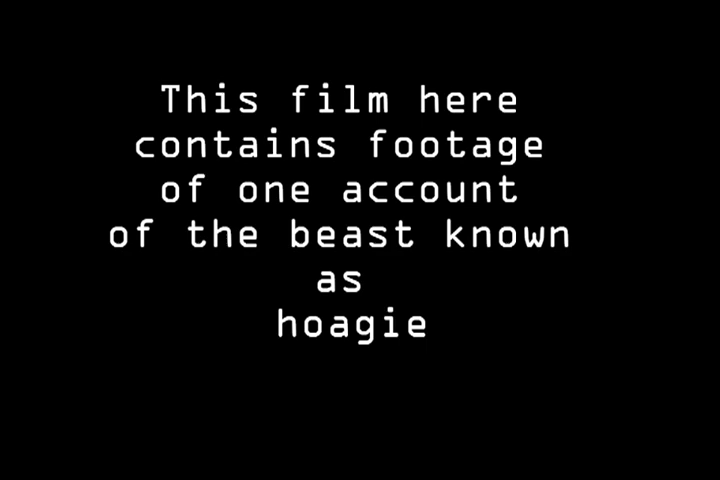 This film here
contains footage
of one account
of the beast known
as
hoagie